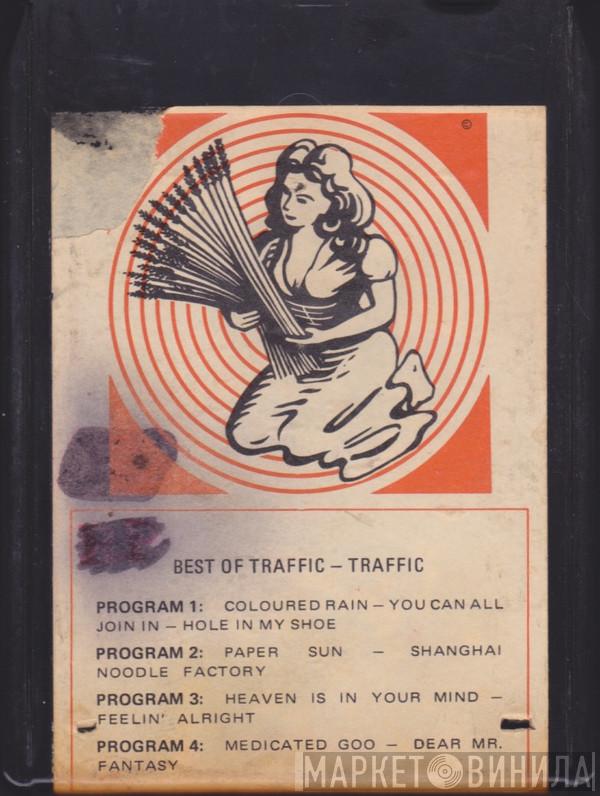 ©
BEST OF TRAFFIC – TRAFFIC
PROGRAM 1: COLOURED RAIN – YOU CAN ALL
JOIN IN – HOLE IN MY SHOE
PROGRAM 2: PAPER SUN – SHANGHAI
NOODLE FACTORY
PROGRAM 3: HEAVEN IS IN YOUR MIND –
FEELIN' ALRIGHT
PROGRAM 4: MEDICATED GOO – DEAR MR.
FANTASY
МАРКЕТ ВИНИЛА